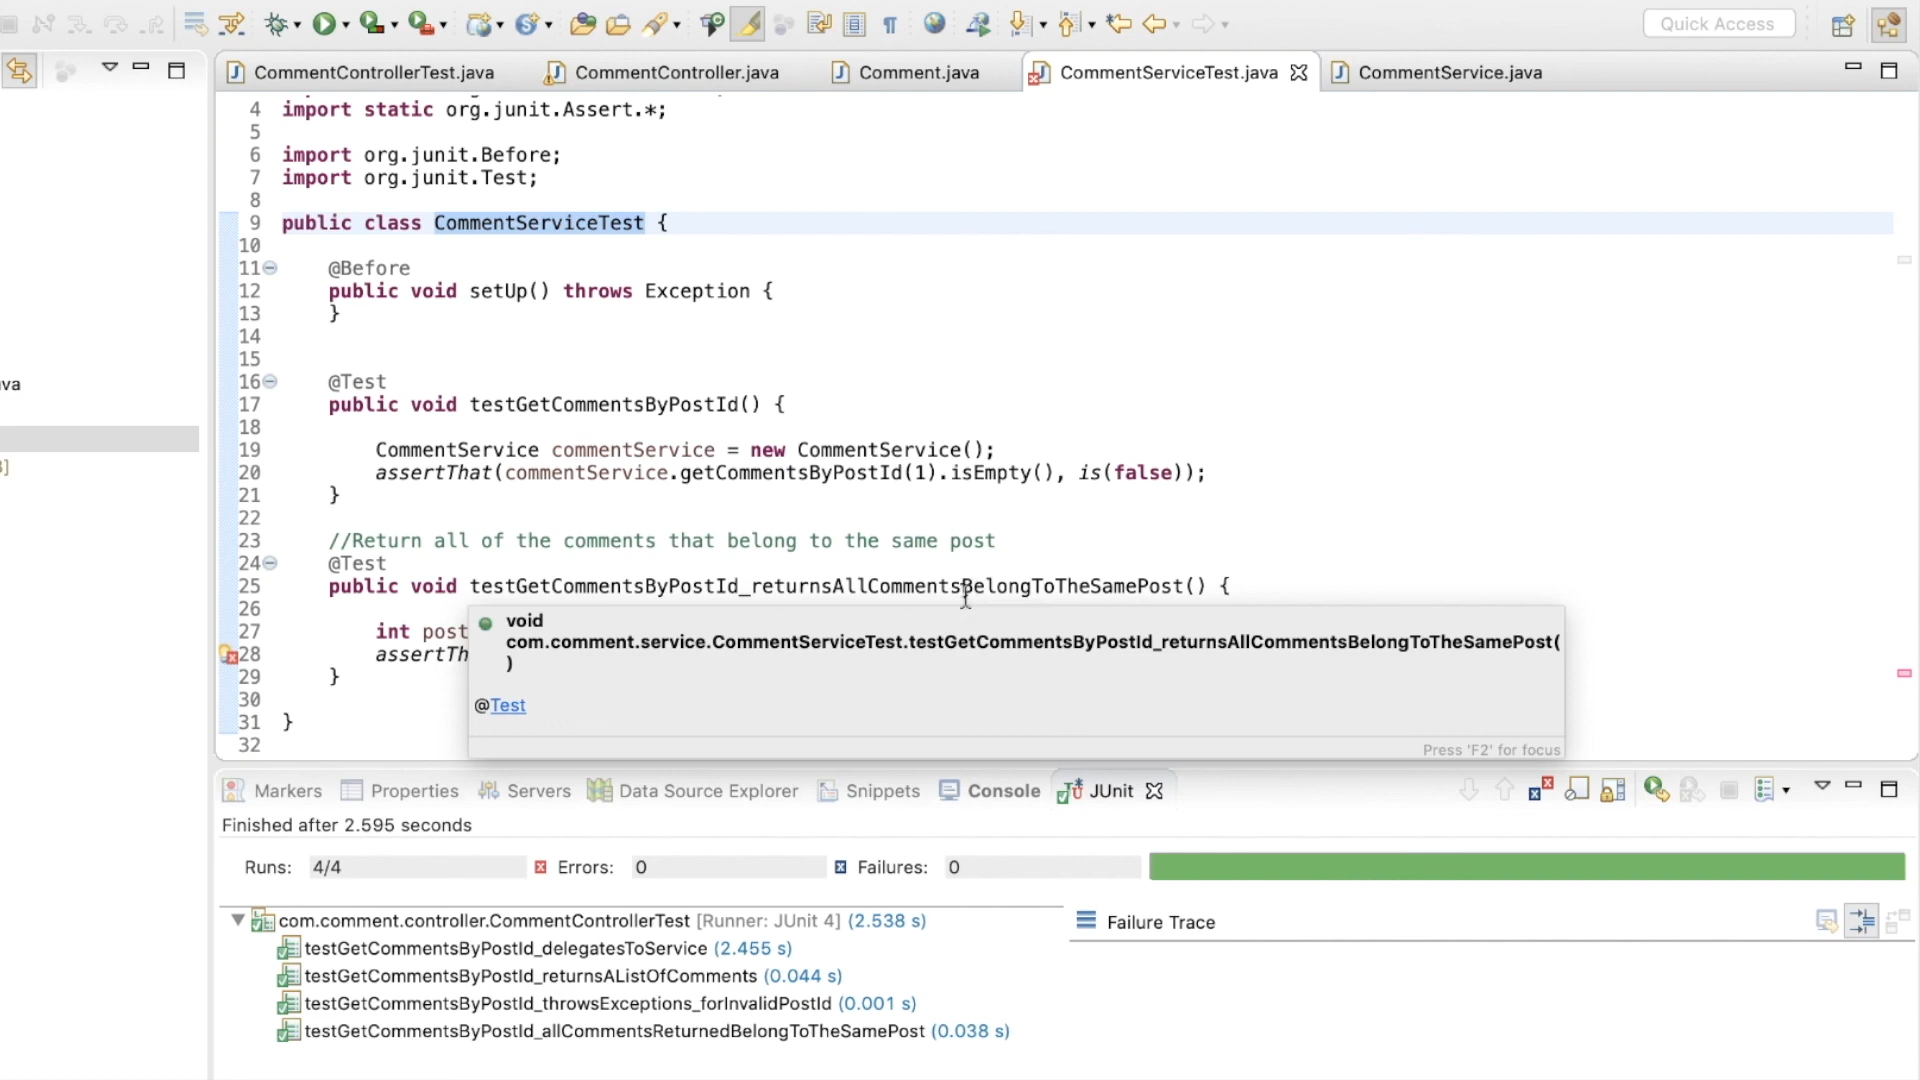 Quick Access
CommentControllerTest.java
CommentController.java
Comment.java
CommentServiceTest.java
CommentService.java
4 import static org.junit.Assert.*;
5
6 import org.junit.Before;
7 import org.junit.Test;
8
9 public class CommentServiceTest {
10
11 @Before
12 public void setUp() throws Exception {
13 }
14
15
16 @Test
17 public void testGetCommentsByPostId() {
18
19 CommentService commentService = new CommentService();
20 assertThat(commentService.getCommentsByPostId(1).isEmpty(), is(false));
21 }
22
23 //Return all of the comments that belong to the same post
24 @Test
25 public void testGetCommentsByPostId_returnsAllCommentsBelongToTheSamePost() {
26
27 int post
28 assertTh
29 }
30
31 }
32
void
com.comment.service.CommentServiceTest.testGetCommentsByPostId_returnsAllCommentsBelongToTheSamePost(
)
@Test
Press 'F2' for focus
va
]
Markers
Properties
Servers
Data Source Explorer
Snippets
Console
JUnit
Finished after 2.595 seconds
Runs: 4/4
Errors: 0
Failures: 0
com.comment.controller.CommentControllerTest [Runner: JUnit 4] (2.538 s)
testGetCommentsByPostId_delegatesToService (2.455 s)
testGetCommentsByPostId_returnsAListOfComments (0.044 s)
testGetCommentsByPostId_throwsExceptions_forInvalidPostId (0.001 s)
testGetCommentsByPostId_allCommentsReturnedBelongToTheSamePost (0.038 s)
Failure Trace